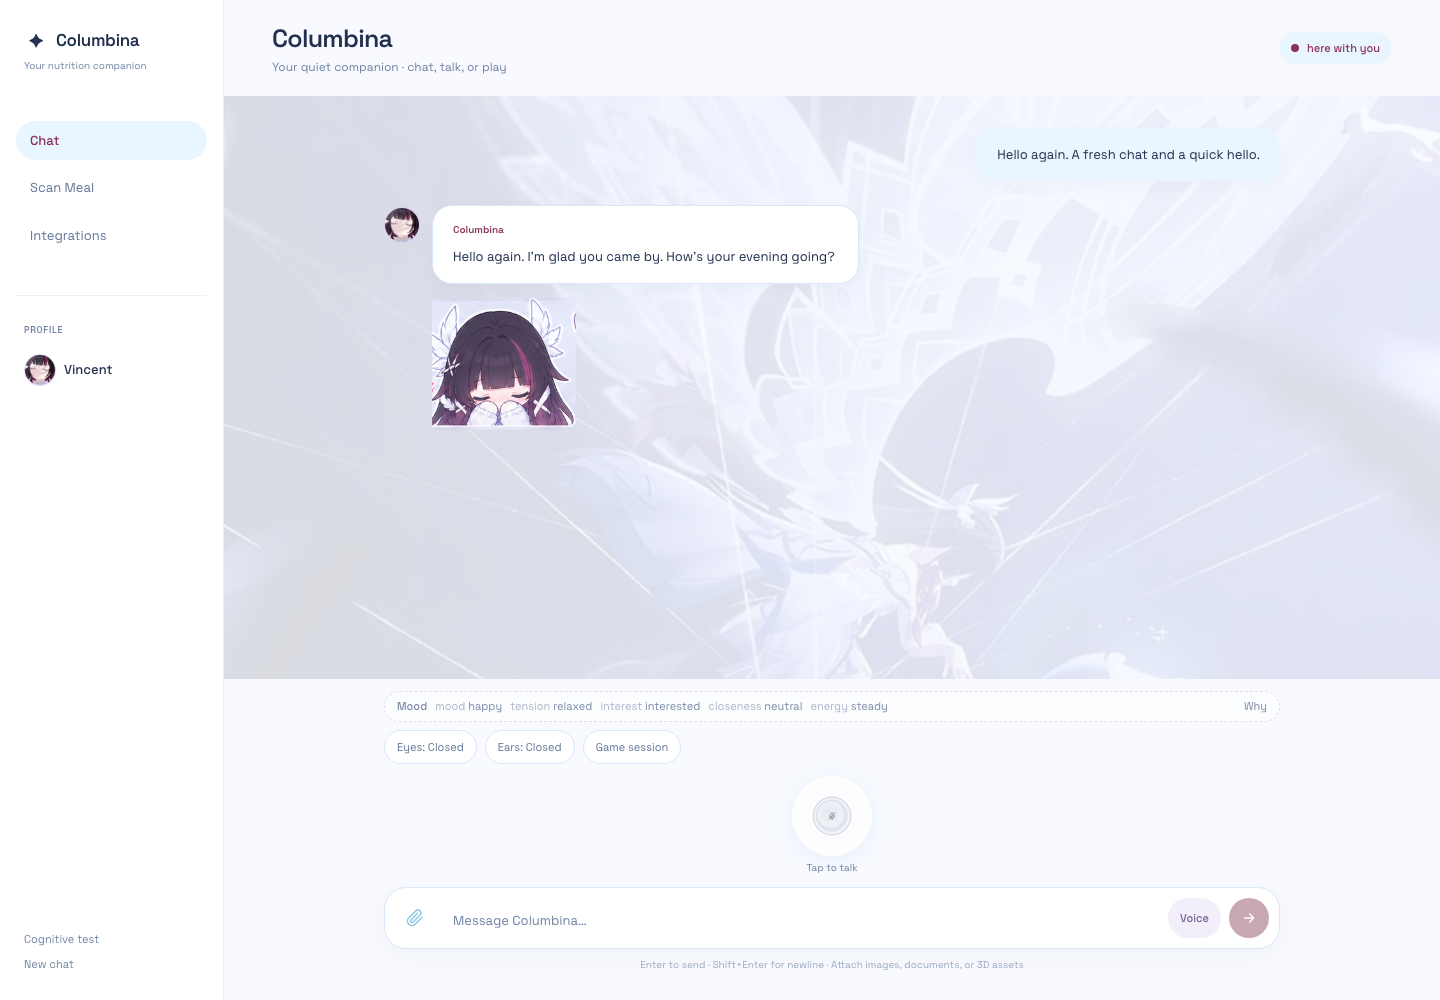 Columbina
Your nutrition companion
Chat
Scan Meal
Integrations
PROFILE
Vincent
Cognitive test
New chat
Columbina
Your quiet companion · chat, talk, or play
here with you
Hello again. A fresh chat and a quick hello.
Columbina
Hello again. I'm glad you came by. How's your evening going?
Mood mood happy tension relaxed interest interested closeness neutral energy steady Why
Eyes: Closed Ears: Closed Game session
Tap to talk
Message Columbina...
Voice
Enter to send · Shift+Enter for newline · Attach images, documents, or 3D assets